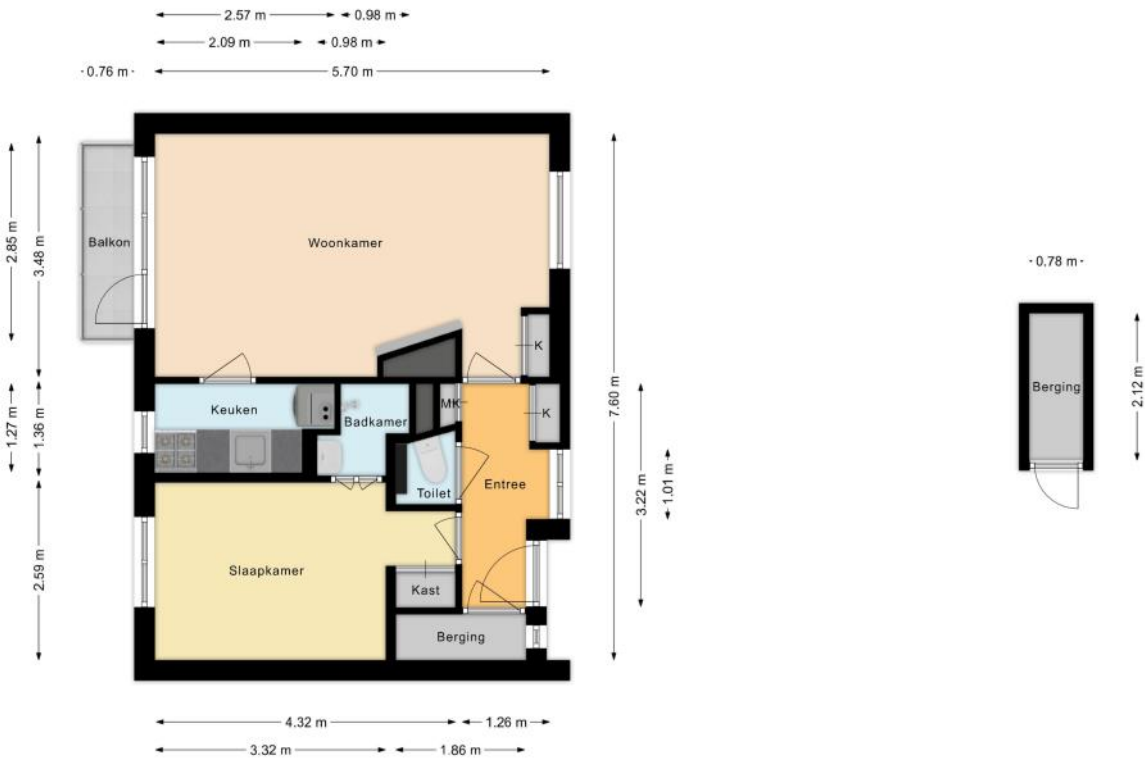 2.57 m
0.98 m
2.09 m
0.98 m
0.76 m
5.70 m
2.85 m
3.48 m
Balkon
Woonkamer
K
1.27 m
1.36 m
Keuken
Badkamer
MK
K
Toilet
Entree
2.59 m
Slaapkamer
Kast
Berging
7.60 m
3.22 m
1.01 m
4.32 m
1.26 m
3.32 m
1.86 m
0.78 m
Berging
2.12 m